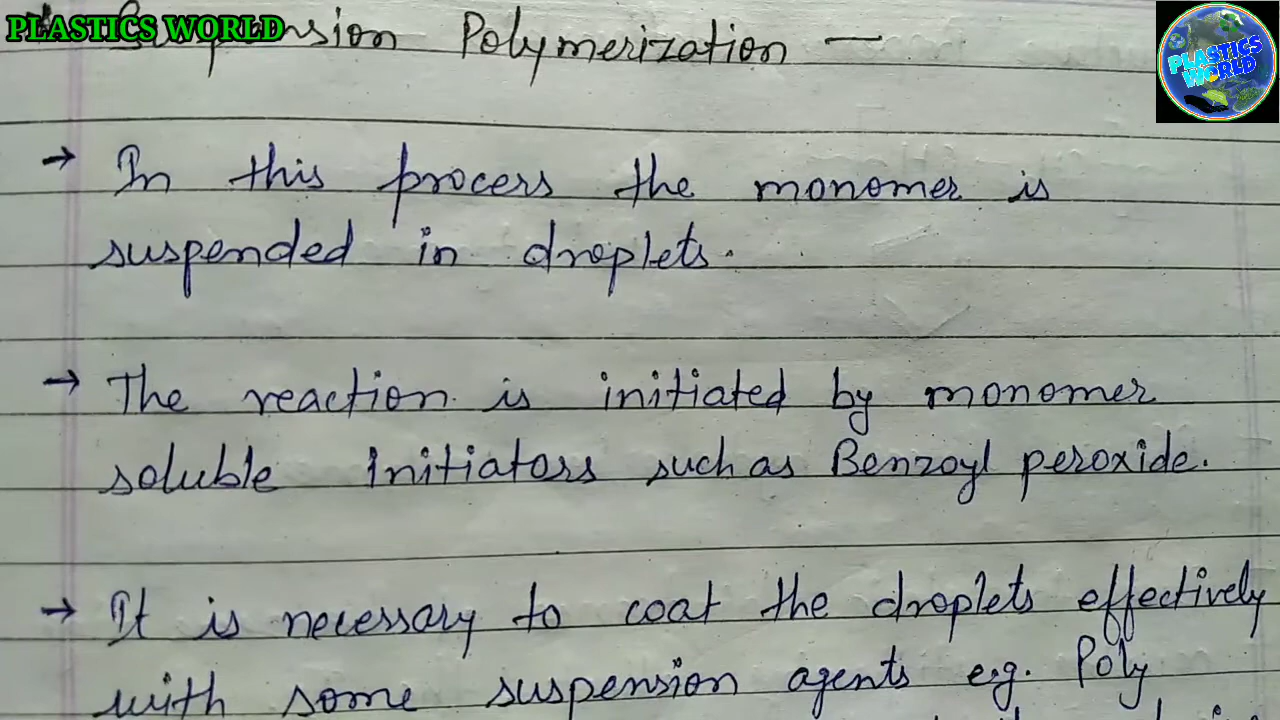 PLASTICS WORLD
Suspension Polymerization —
PLASTICS WORLD
→ In this process the monomer is
suspended in droplets.
→ The reaction is initiated by monomer
soluble initiators such as Benzoyl peroxide.
→ It is necessary to coat the droplets effectively
with some suspension agents e.g. Poly